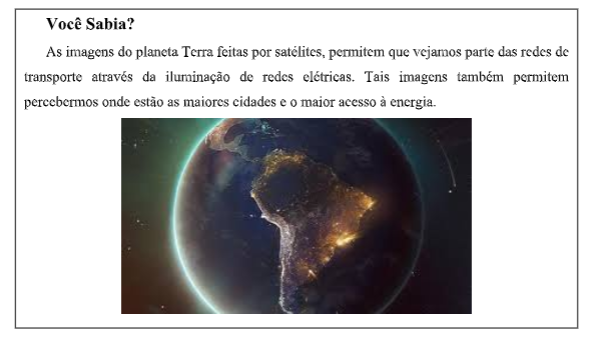 Você Sabia?
As imagens do planeta Terra feitas por satélites, permitem que vejamos parte das redes de
transporte através da iluminação de redes elétricas. Tais imagens também permitem
percebermos onde estão as maiores cidades e o maior acesso à energia.